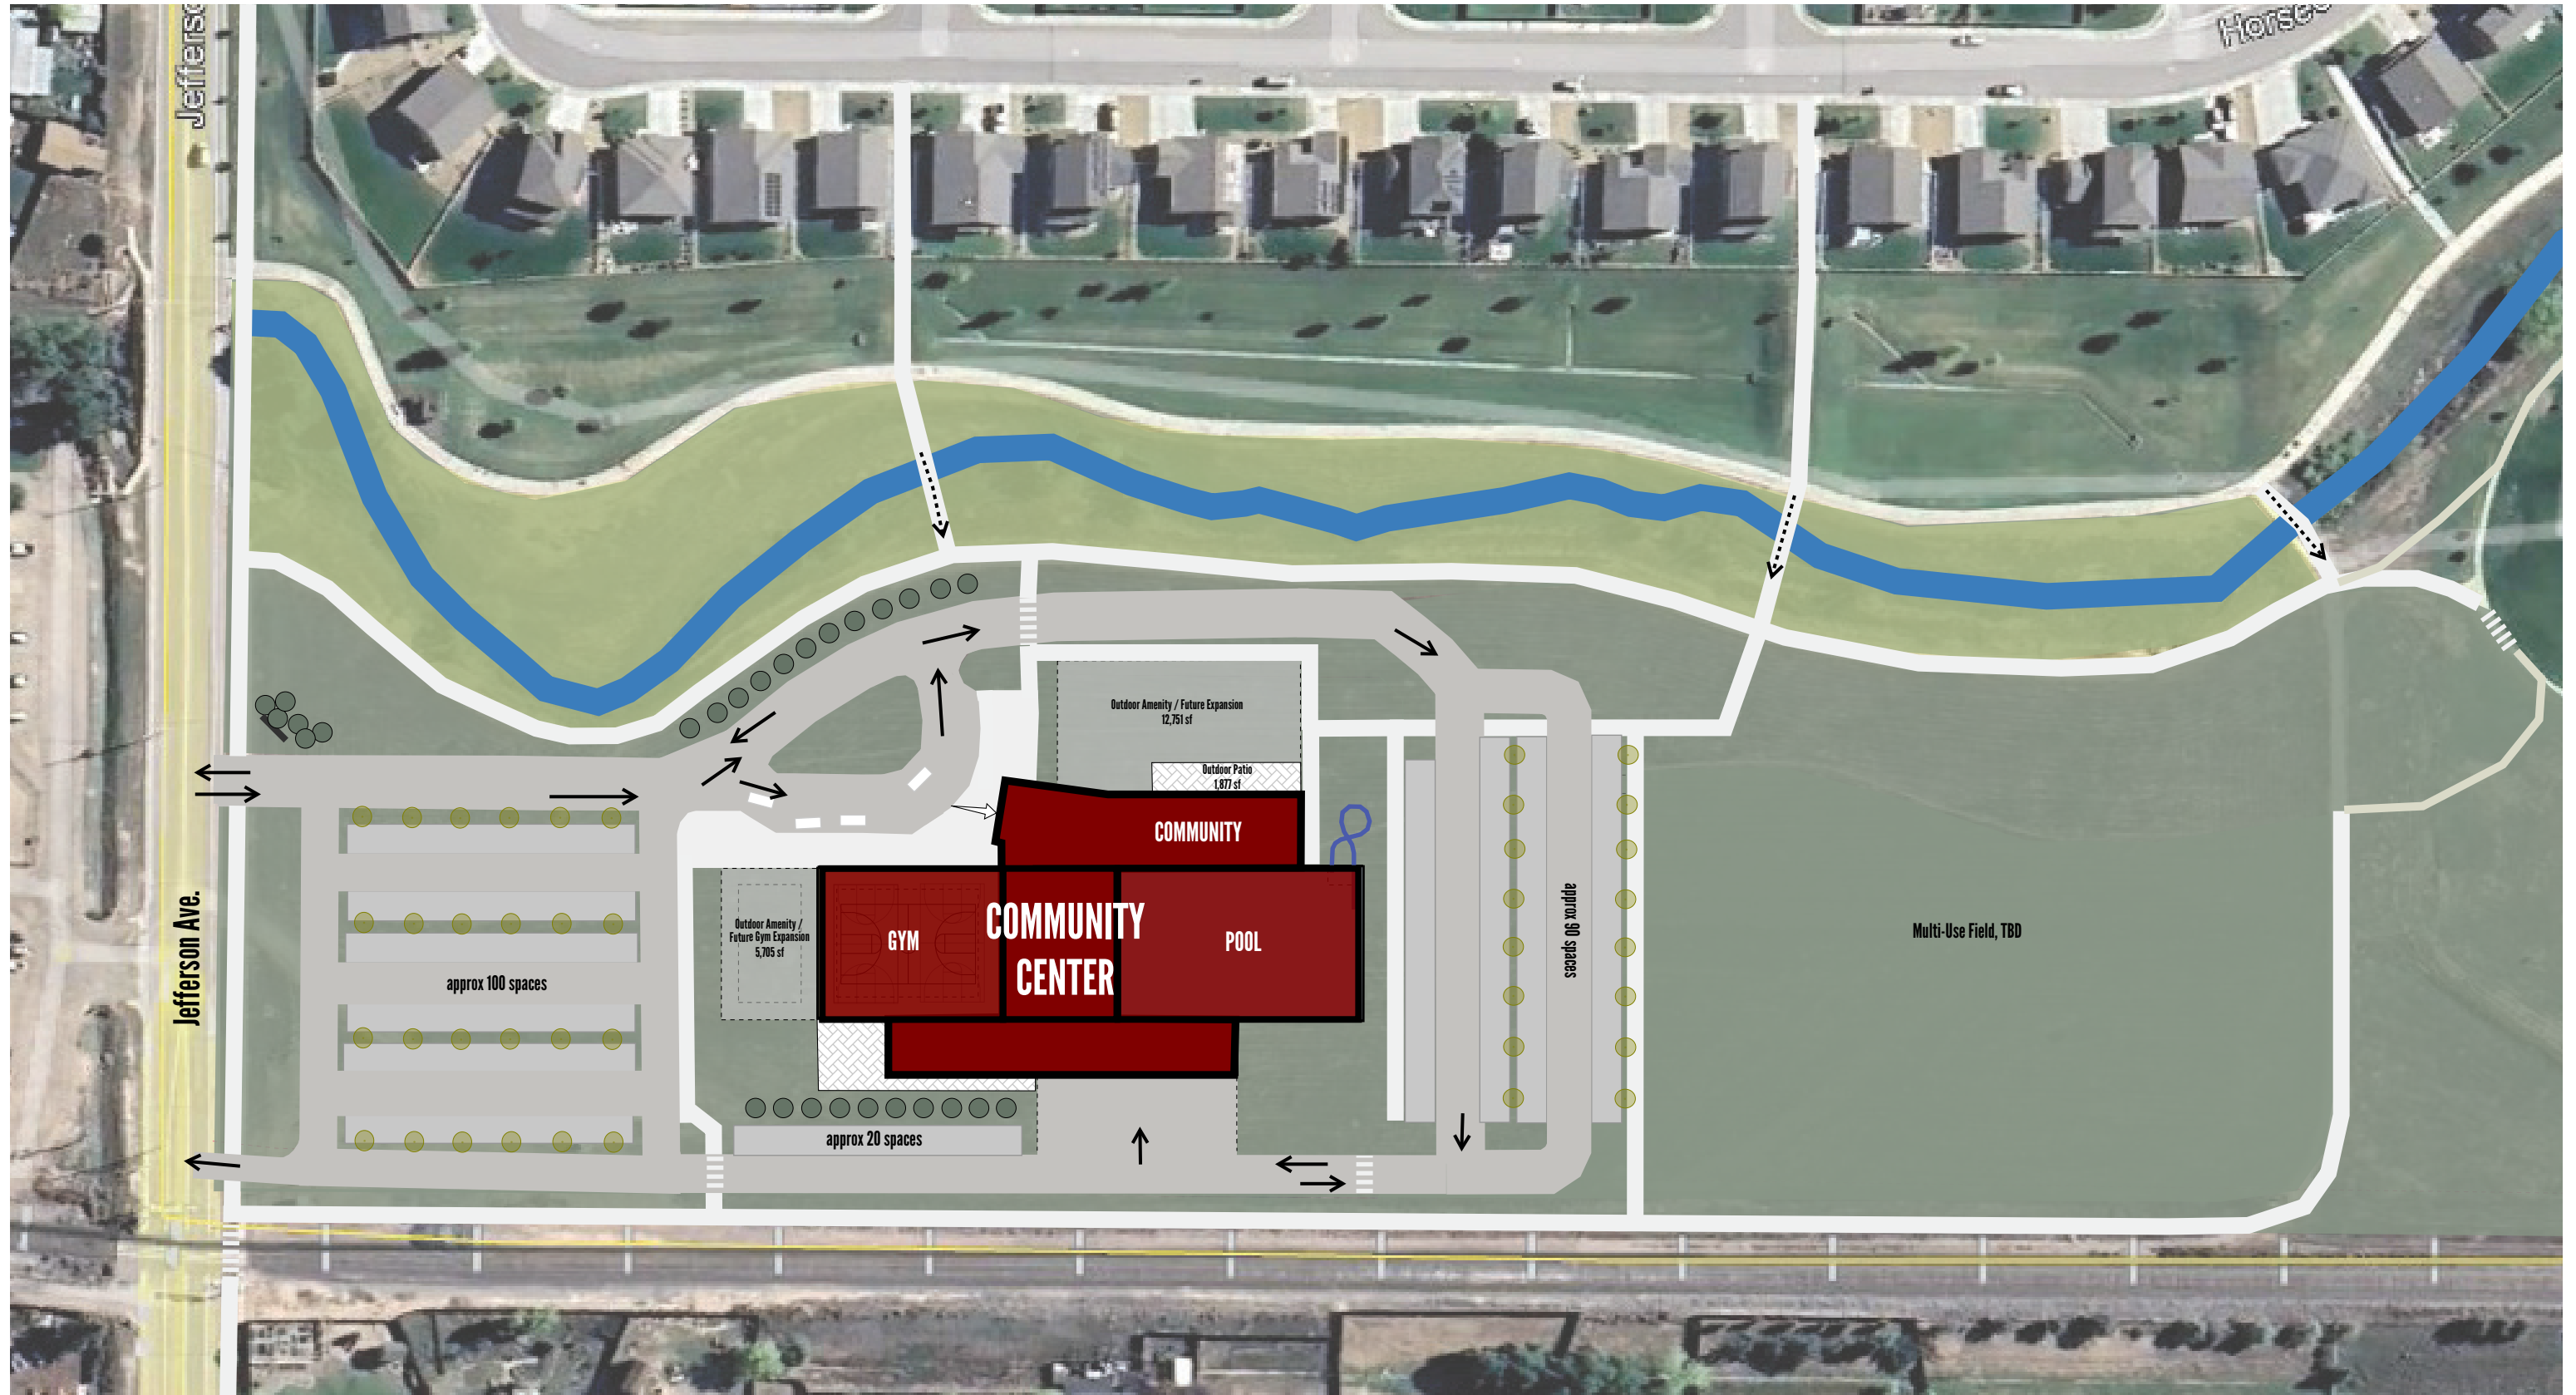 Jefferson Ave.
approx 100 spaces
Outdoor Amenity / Future Expansion
12,751 sf
Outdoor Patio
1,877 sf
COMMUNITY
Outdoor Amenity /
Future Gym Expansion
5,705 sf
GYM
COMMUNITY
CENTER
POOL
approx 20 spaces
approx 90 spaces
Multi-Use Field, TBD